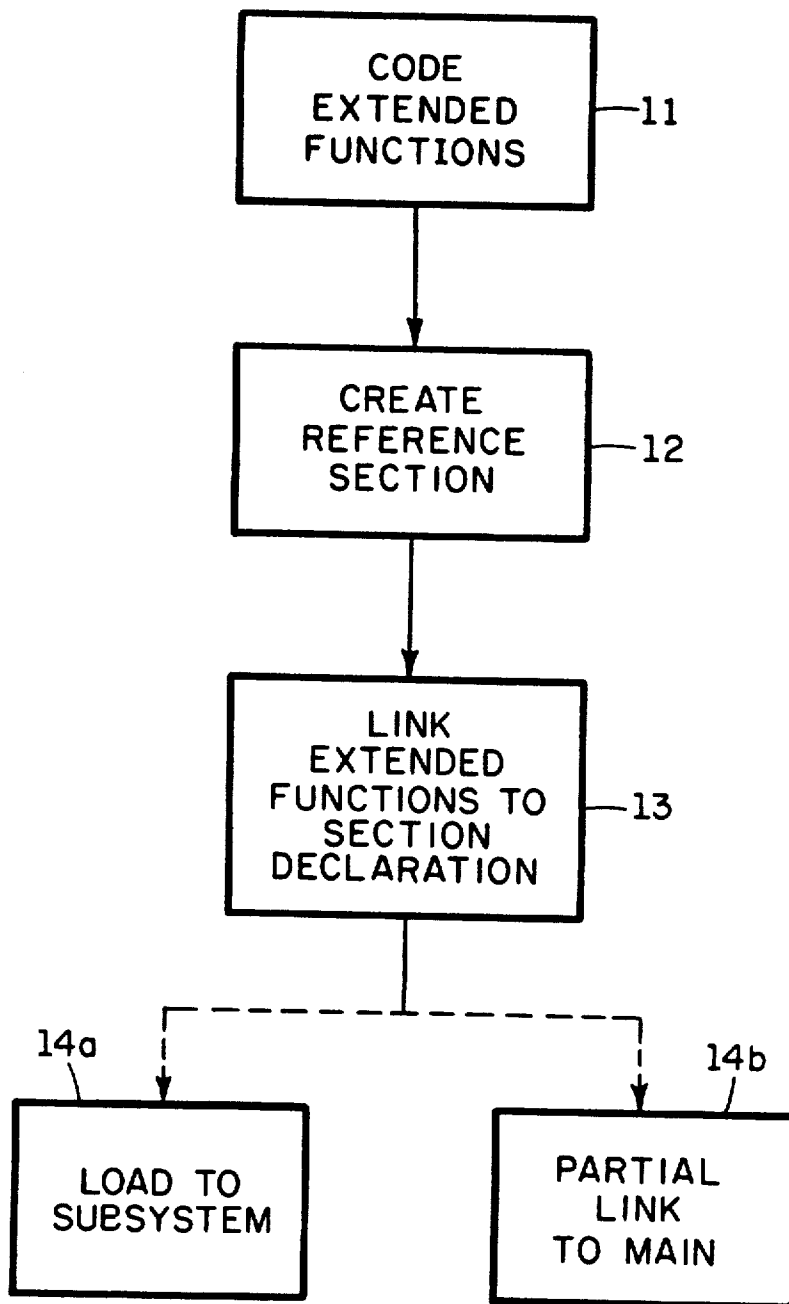 CODE
EXTENDED
FUNCTIONS
11
CREATE
REFERENCE
SECTION
12
LINK
EXTENDED
FUNCTIONS TO
SECTION
DECLARATION
13
14a
LOAD TO
SUBSYSTEM
14b
PARTIAL
LINK
TO MAIN